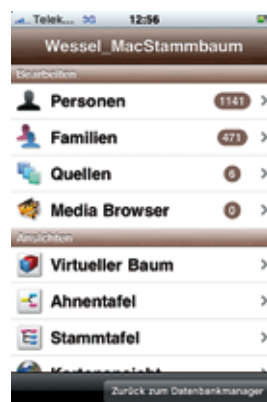 Telek... 3G 12:56
Wessel_MacStammbaum
Bearbeiten
Personen 1141
Familien 471
Quellen 6
Media Browser 0
Ansichten
Virtueller Baum
Ahnentafel
Stammtafel
Kartenansicht
Zurück zum Datenbankmanager